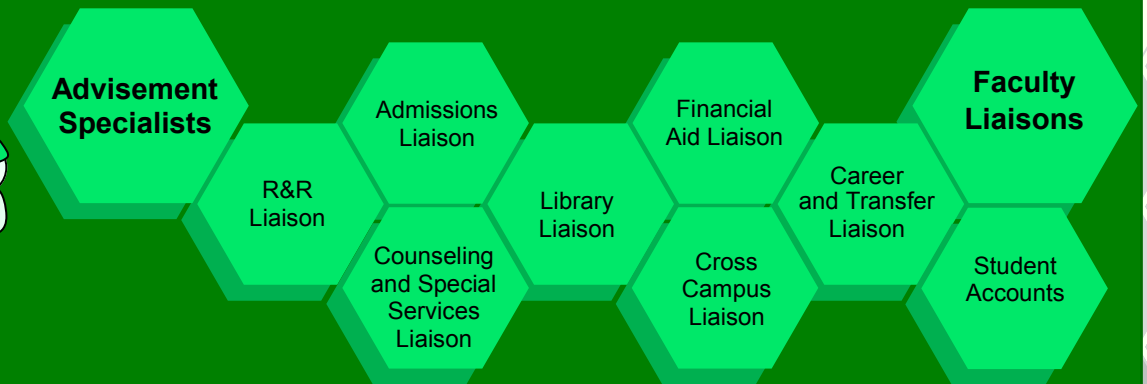 Advisement
Specialists
R&R
Liaison
Admissions
Liaison
Counseling
and Special
Services
Liaison
Library
Liaison
Financial
Aid Liaison
Cross
Campus
Liaison
Career
and Transfer
Liaison
Faculty
Liaisons
Student
Accounts